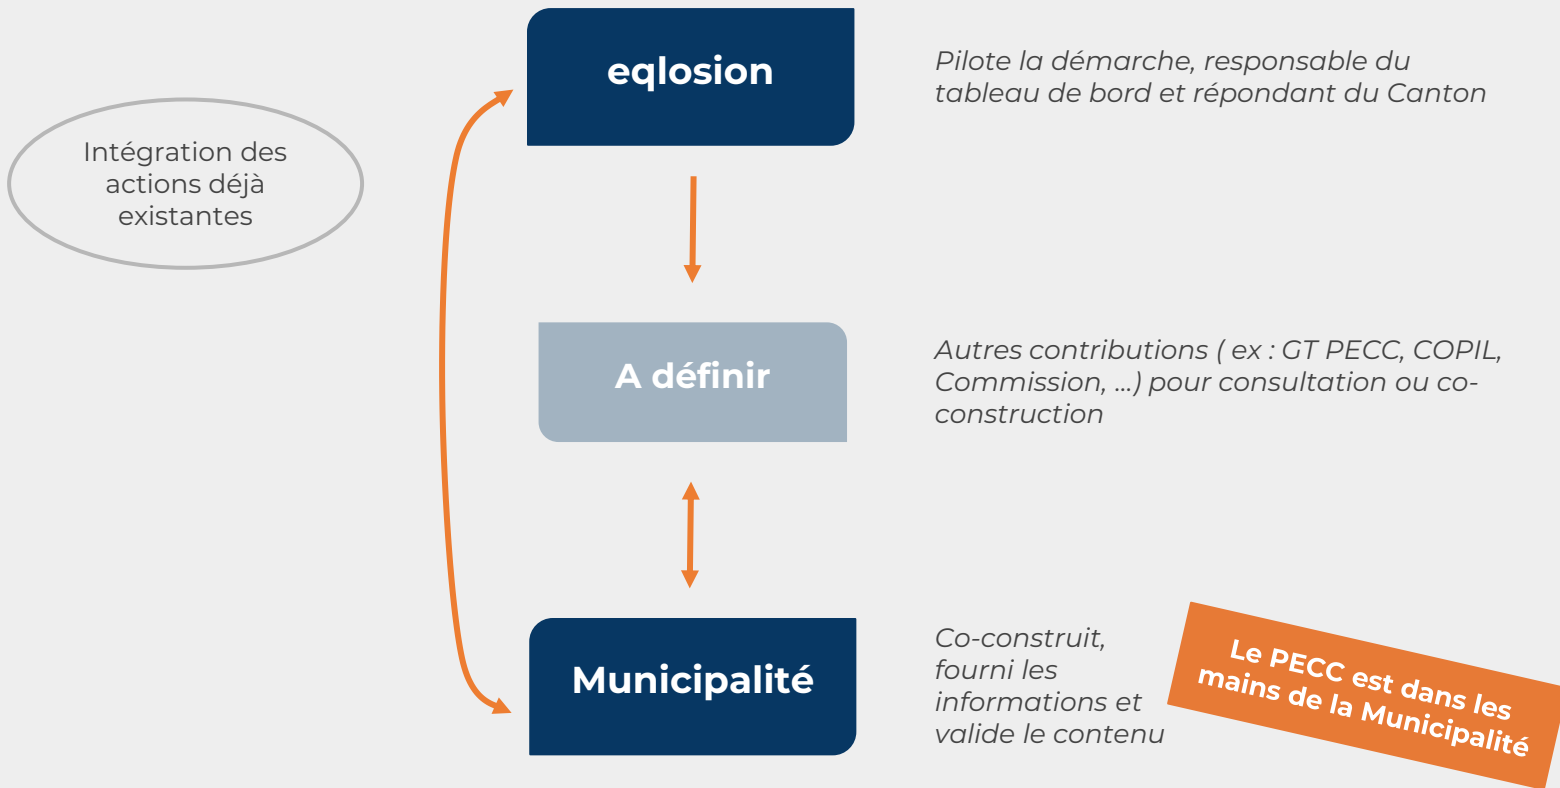 eqlosion
Pilote la démarche, responsable du
tableau de bord et répondant du Canton
Intégration des
actions déjà
existantes
A définir
Autres contributions ( ex : GT PECC, COPIL,
Commission, ...) pour consultation ou co-
construction
Municipalité
Co-construit,
fourni les
informations et
valide le contenu
Le PECC est dans les
mains de la Municipalité